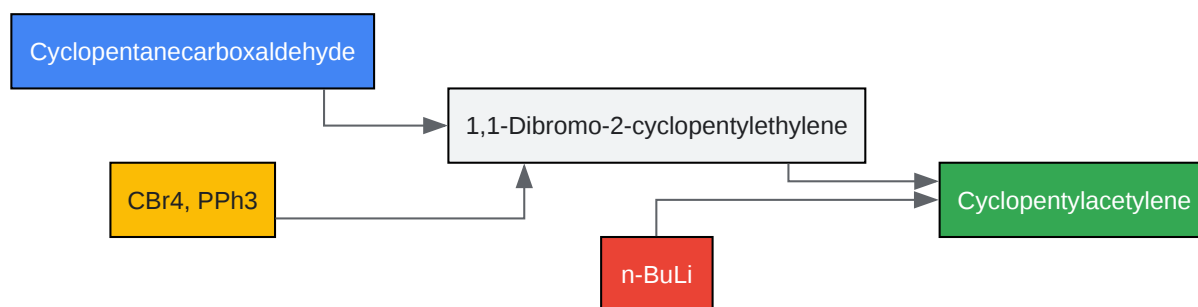 Cyclopentanecarboxaldehyde
1,1-Dibromo-2-cyclopentylethylene
CBr4, PPh3
Cyclopentylacetylene
n-BuLi